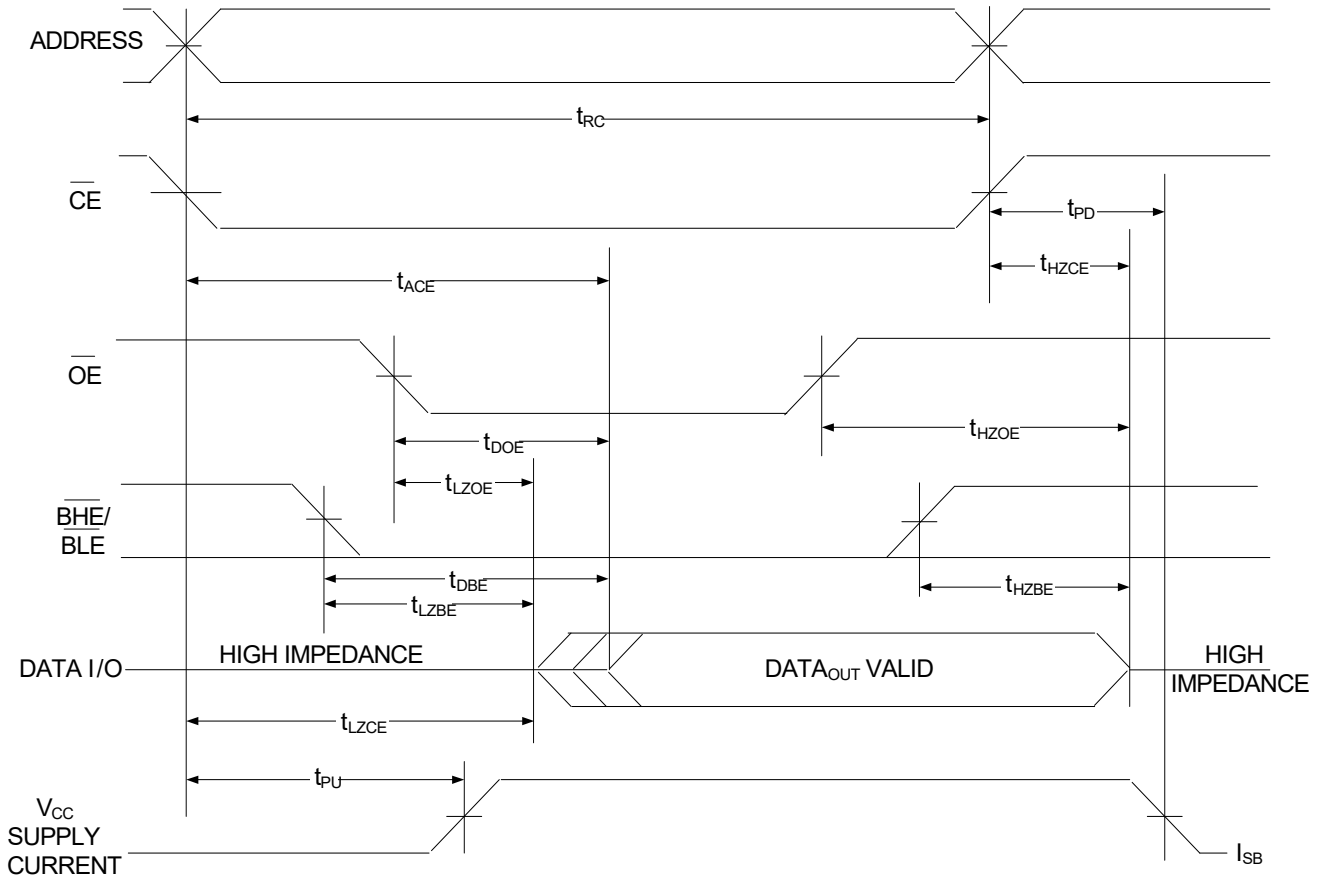 ADDRESS
tRC
CE
tPD
tHZCE
tACE
OE
tHZOE
tDOE
tLZOE
BHE/
BLE
tDBE
tHZBE
tLZBE
HIGH IMPEDANCE
DATA I/O
DATAOUT VALID
HIGH
IMPEDANCE
tLZCE
tPU
VCC
SUPPLY
CURRENT
ISB